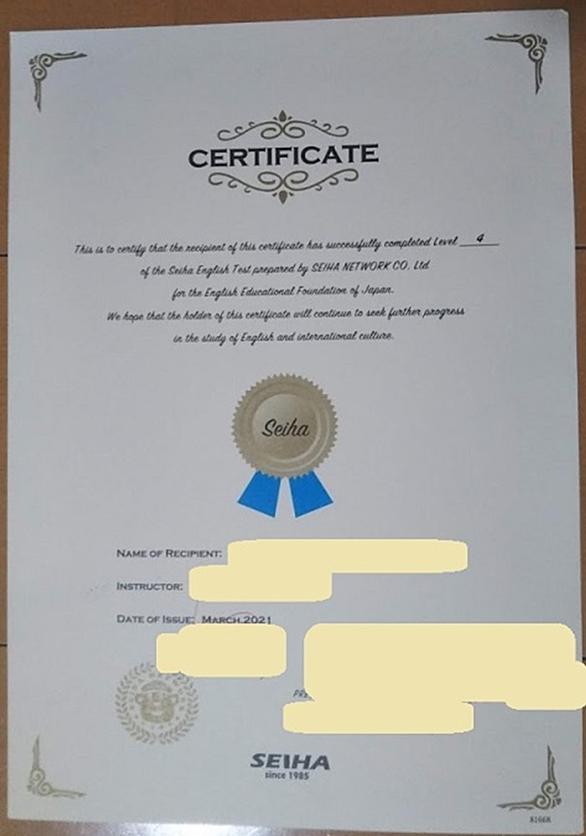 CERTIFICATE
This is to certify that the recipient of this certificate has successfully completed Level 4
of the Seiha English Test prepared by SEIHA NETWORK CO. Ltd
for the English Educational Foundation of Japan.
We hope that the holder of this certificate will continue to seek further progress
in the study of English and international culture.
Seiha
NAME OF RECIPIENT:
INSTRUCTOR:
DATE OF ISSUE: MARCH 2021
SEIHA
since 1985